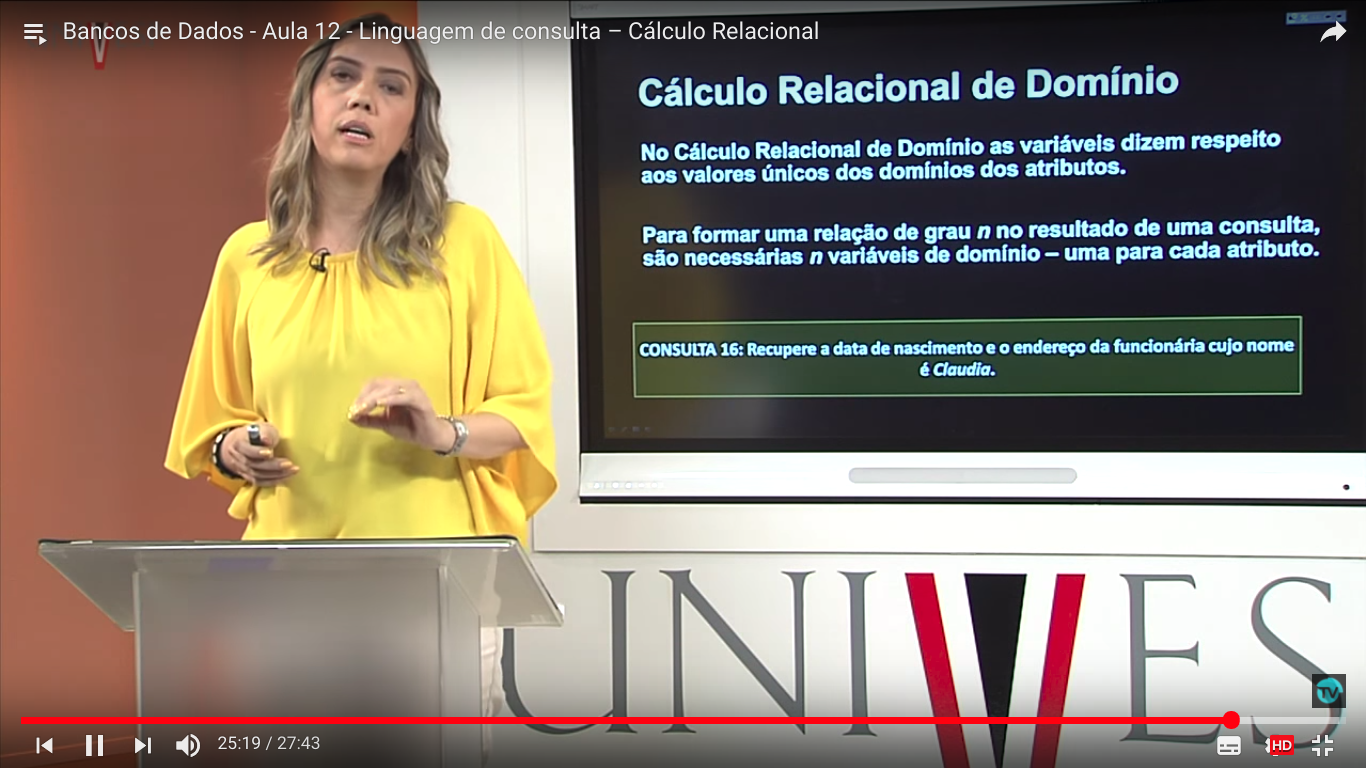 Bancos de Dados - Aula 12 - Linguagem de consulta – Cálculo Relacional
Cálculo Relacional de Domínio
No Cálculo Relacional de Domínio as variáveis dizem respeito
aos valores únicos dos domínios dos atributos.
Para formar uma relação de grau n no resultado de uma consulta,
são necessárias n variáveis de domínio – uma para cada atributo.
CONSULTA 16: Recupere a data de nascimento e o endereço da funcionária cujo nome
é Claudia.
UNIVES
TV
25:19 / 27:43
HD